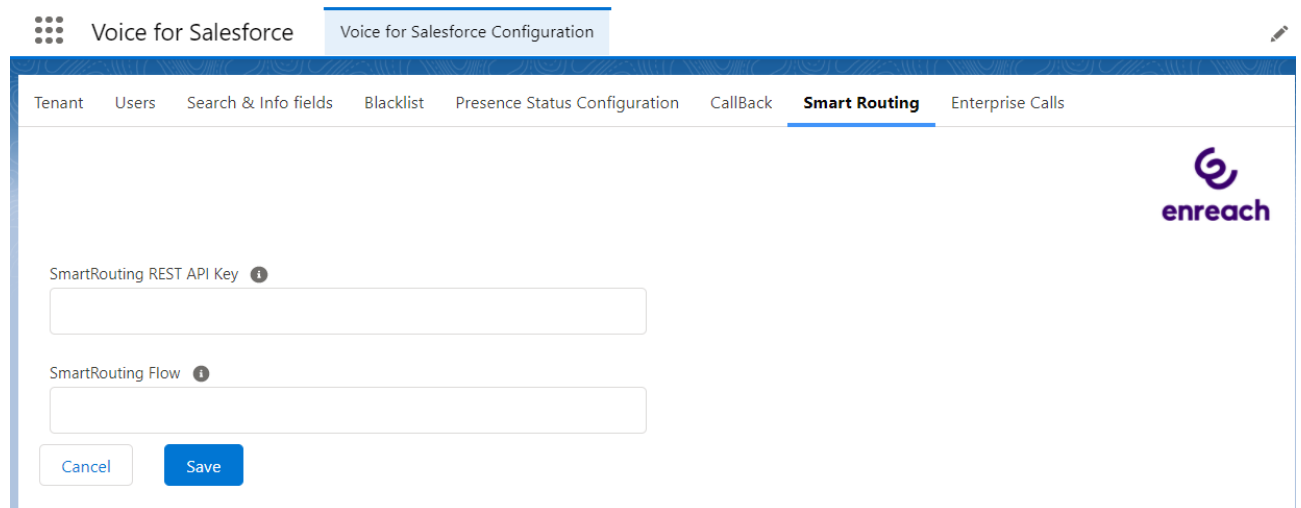 Voice for Salesforce Voice for Salesforce Configuration
Tenant Users Search & Info fields Blacklist Presence Status Configuration CallBack Smart Routing Enterprise Calls
enreach
SmartRouting REST API Key
SmartRouting Flow
Cancel Save